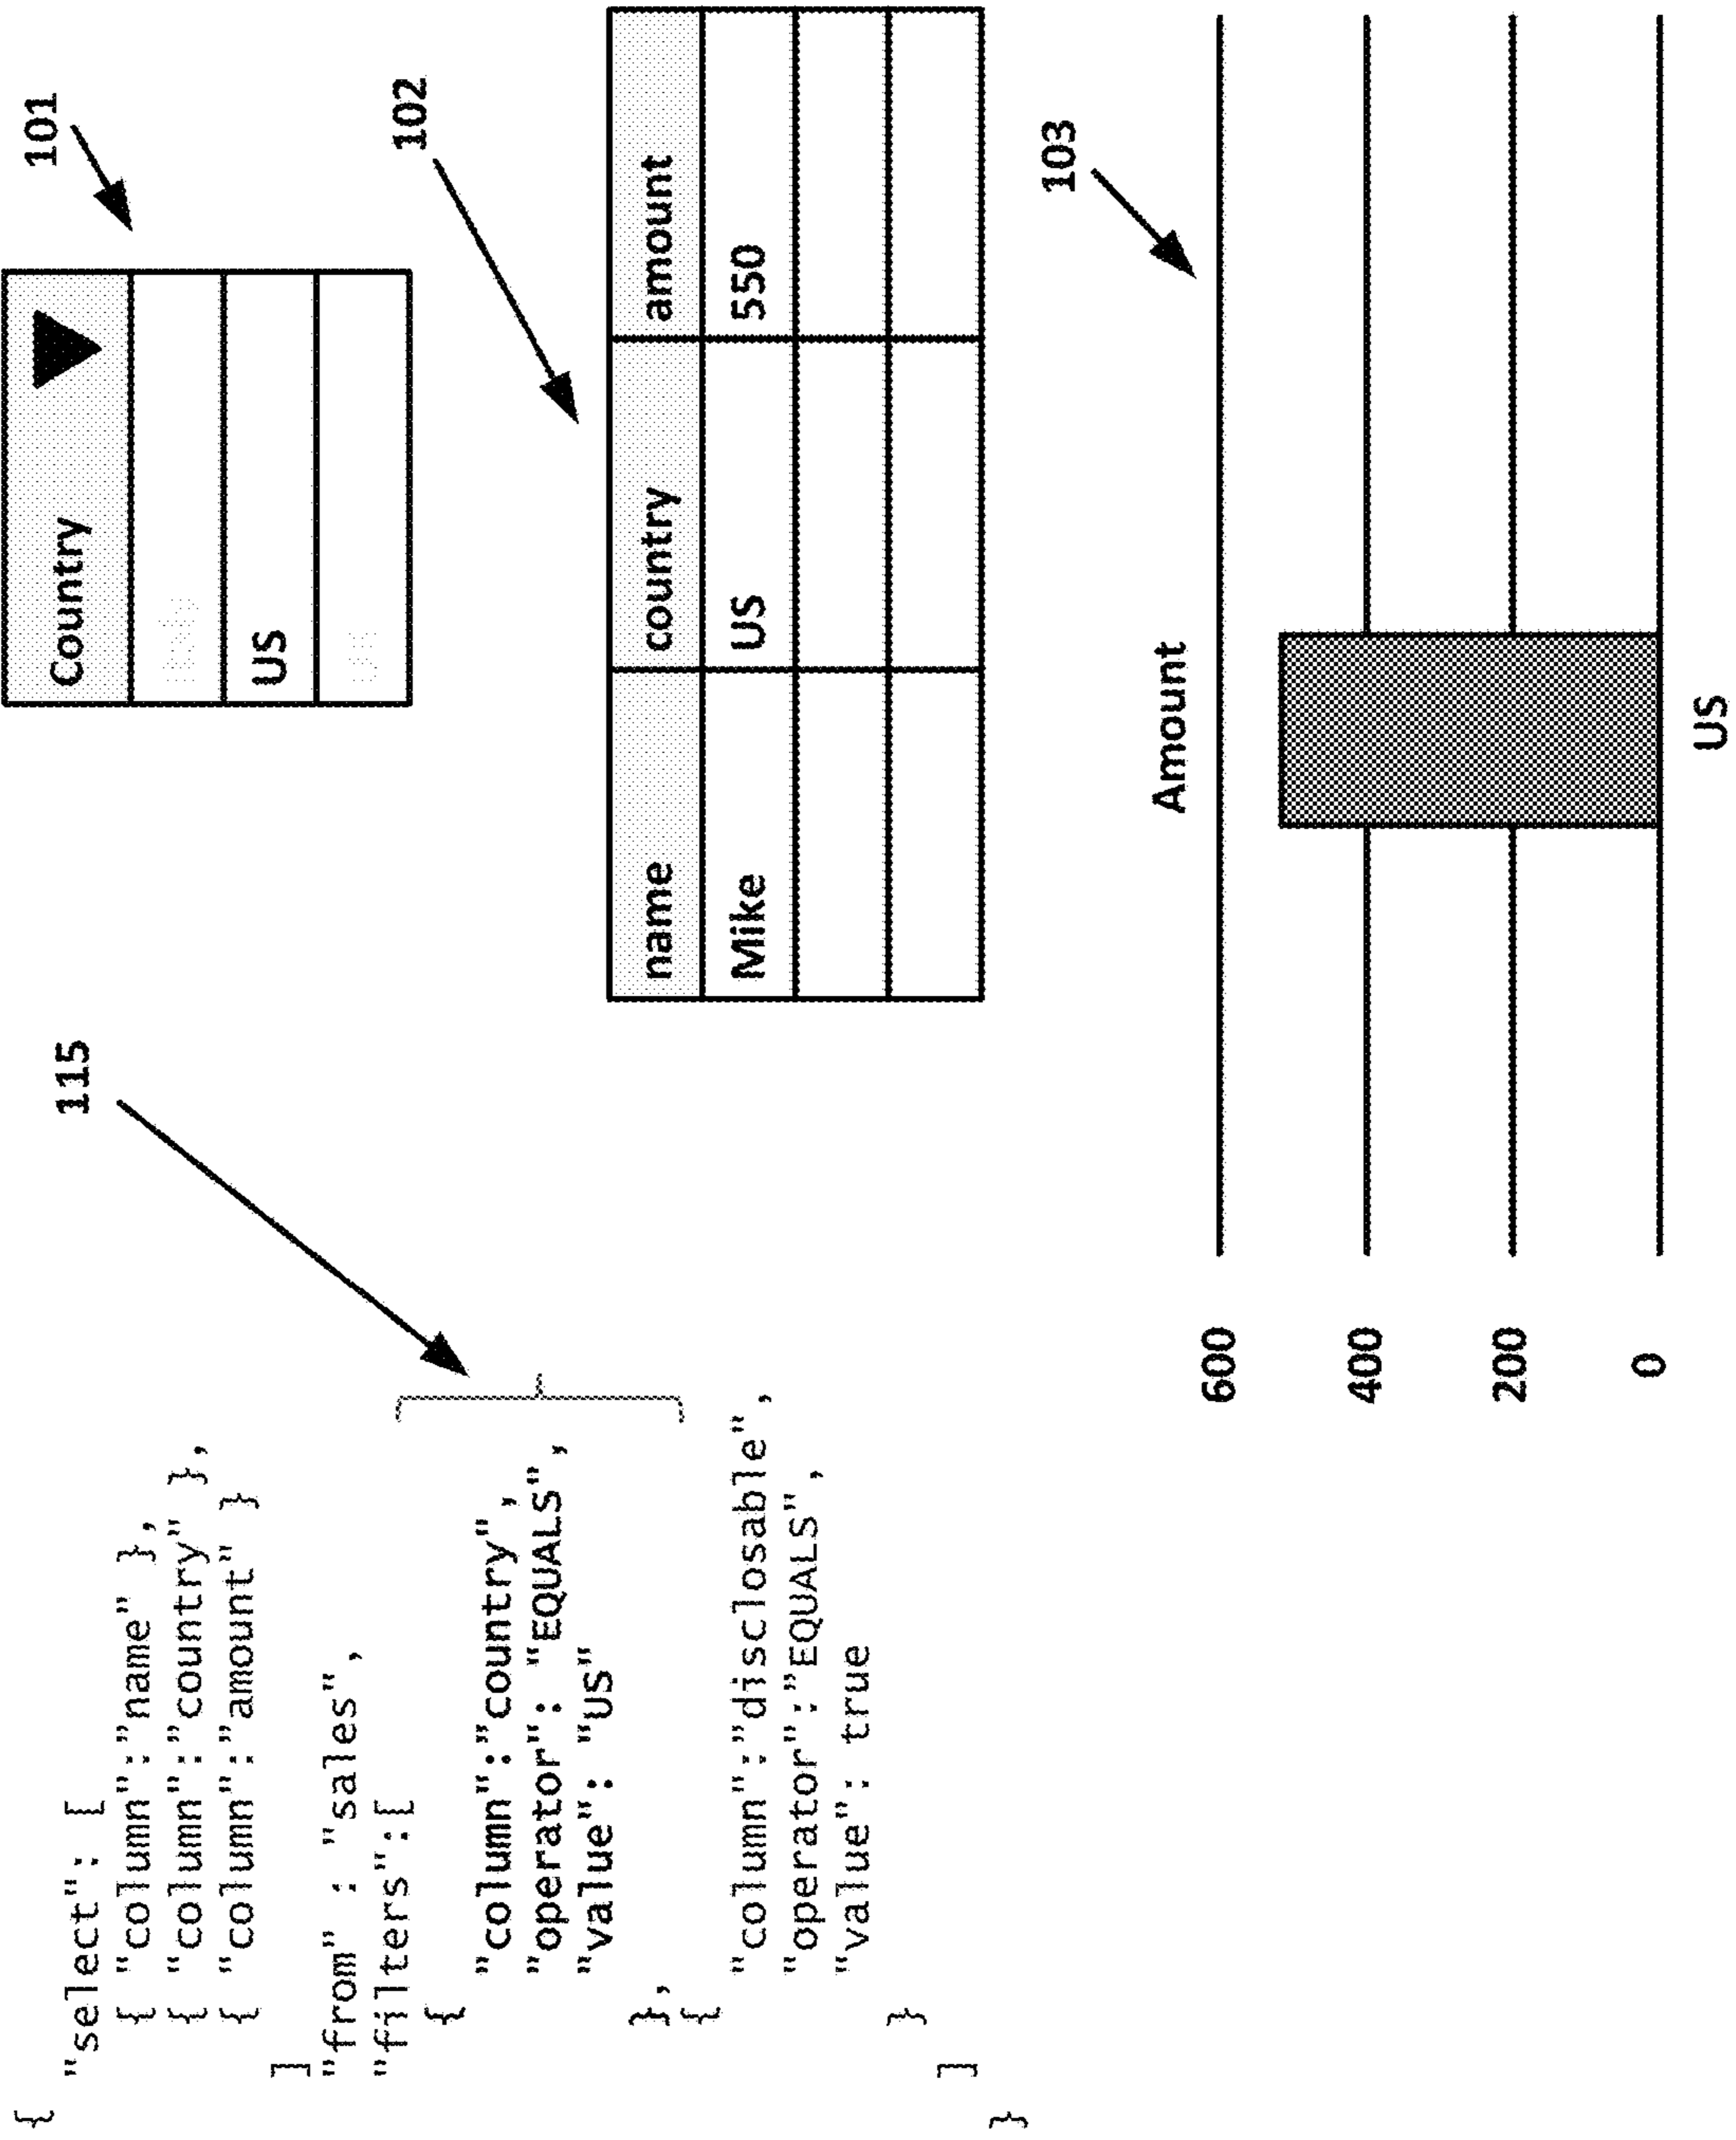 {
"select": [
{ "column":"name" },
{ "column":"country" },
{ "column":"amount" }
]
"from" : "sales",
"filters":[
{
"column":"country",
"operator": "EQUALS",
"value": "US"
},
{
"column":"disclosable",
"operator":"EQUALS",
"value": true
}
]
}
115
101
Country
US
102
name country amount
Mike US 550
103
Amount
600
400
200
0
US